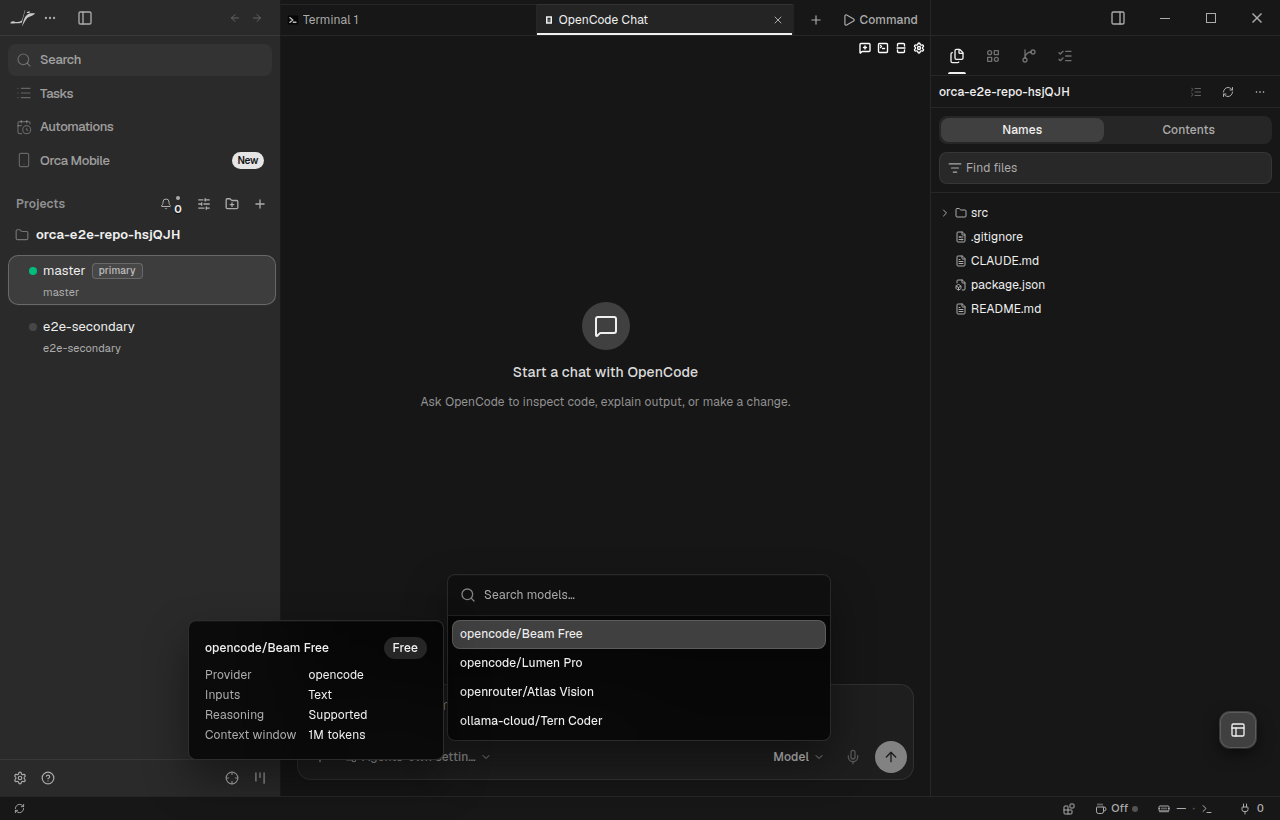 Terminal 1
OpenCode Chat
Command
Search
Tasks
Automations
Orca Mobile
New
Projects
0
orca-e2e-repo-hsjQJH
master
primary
master
e2e-secondary
e2e-secondary
Start a chat with OpenCode
Ask OpenCode to inspect code, explain output, or make a change.
Search models…
opencode/Beam Free
opencode/Lumen Pro
openrouter/Atlas Vision
ollama-cloud/Tern Coder
opencode/Beam Free
Free
Provider opencode
Inputs Text
Reasoning Supported
Context window 1M tokens
Model
orca-e2e-repo-hsjQJH
Names
Contents
Find files
src
.gitignore
CLAUDE.md
package.json
README.md
Off
0